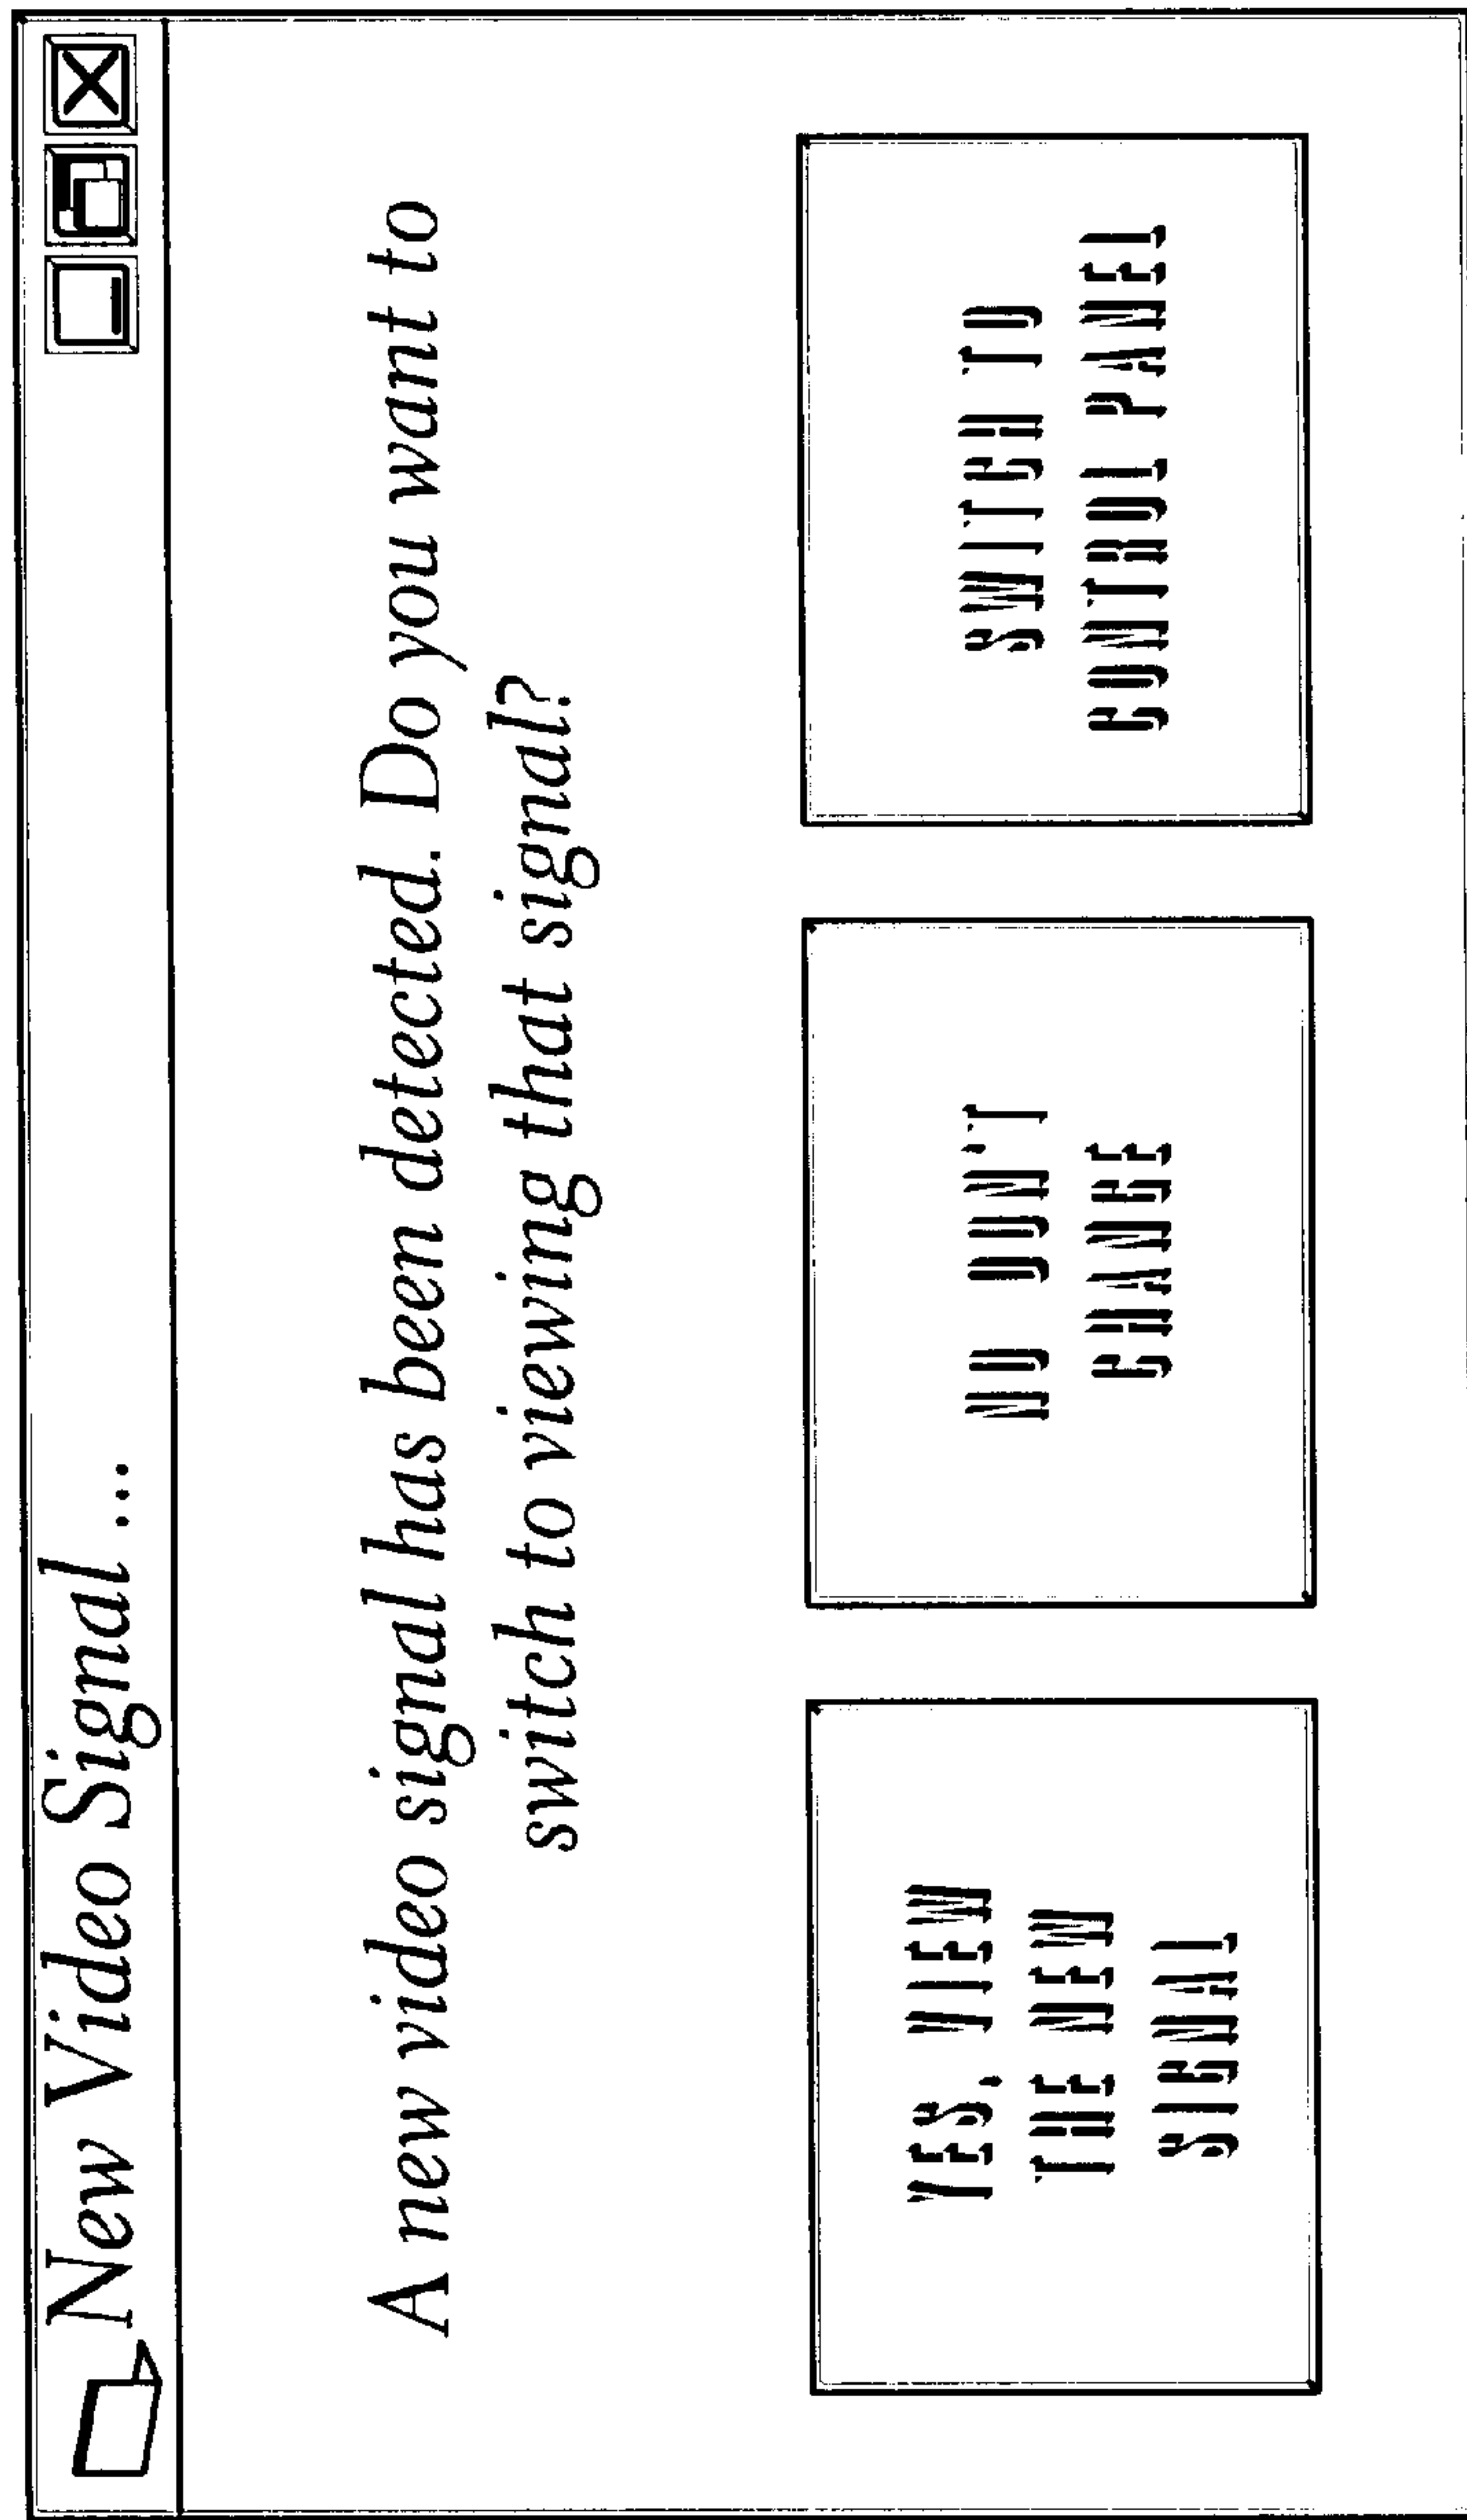 New Video Signal ...
A new video signal has been detected. Do you want to
switch to viewing that signal?
YES, VIEW
THE NEW
SIGNAL
NO DON'T
CHANGE
SWITCH TO
CONTROL PANEL